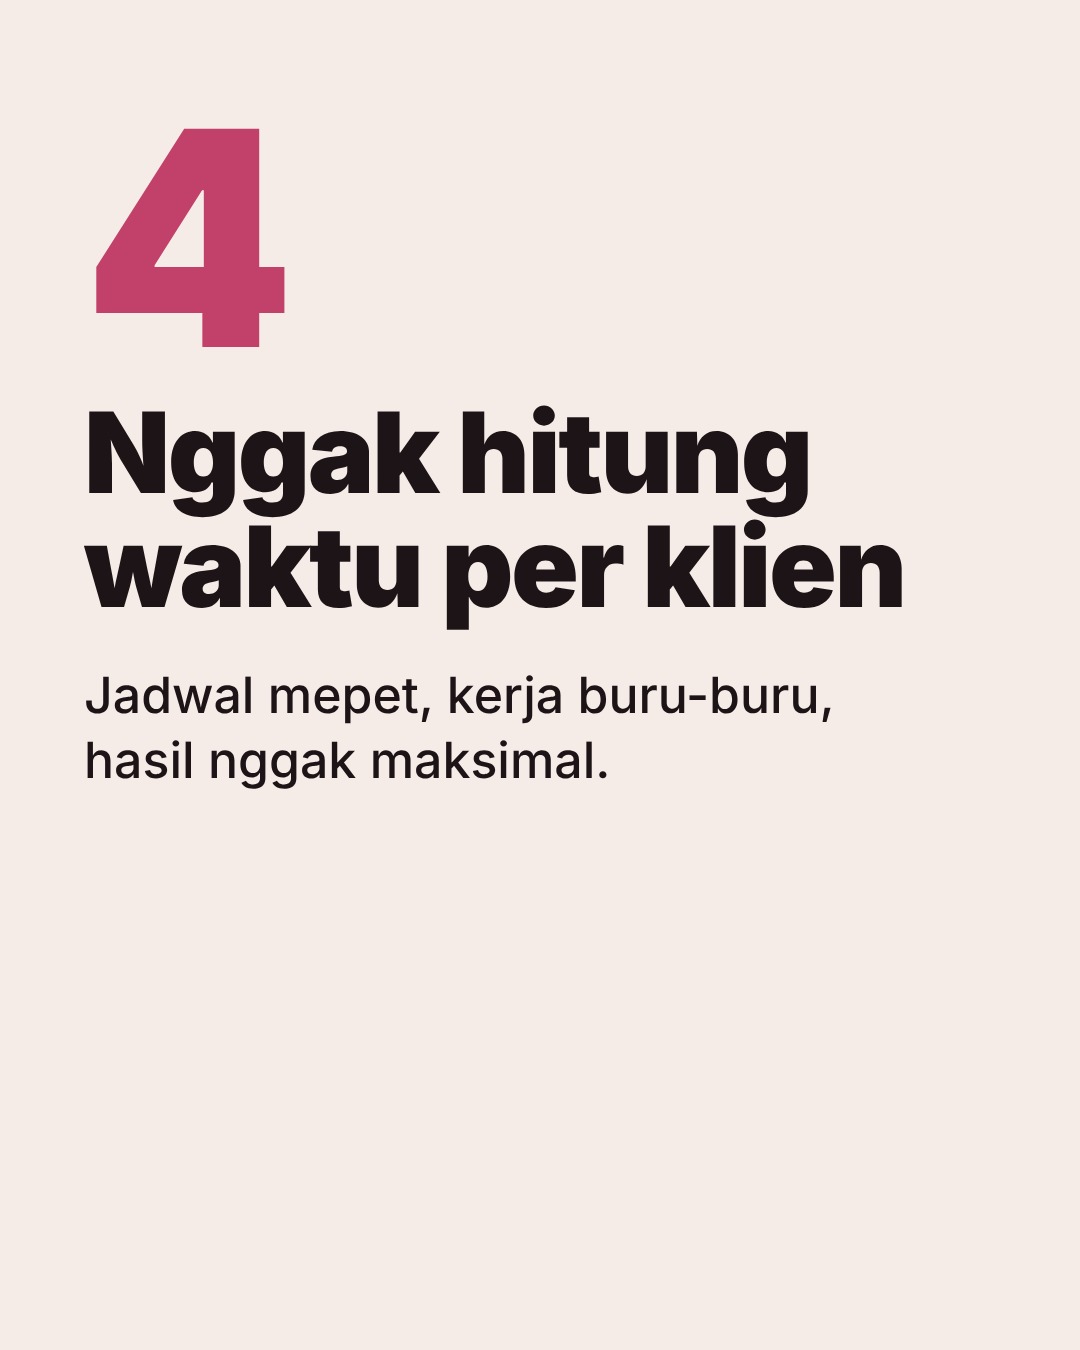 4
Nggak hitung
waktu per klien
Jadwal mepet, kerja buru-buru,
hasil nggak maksimal.